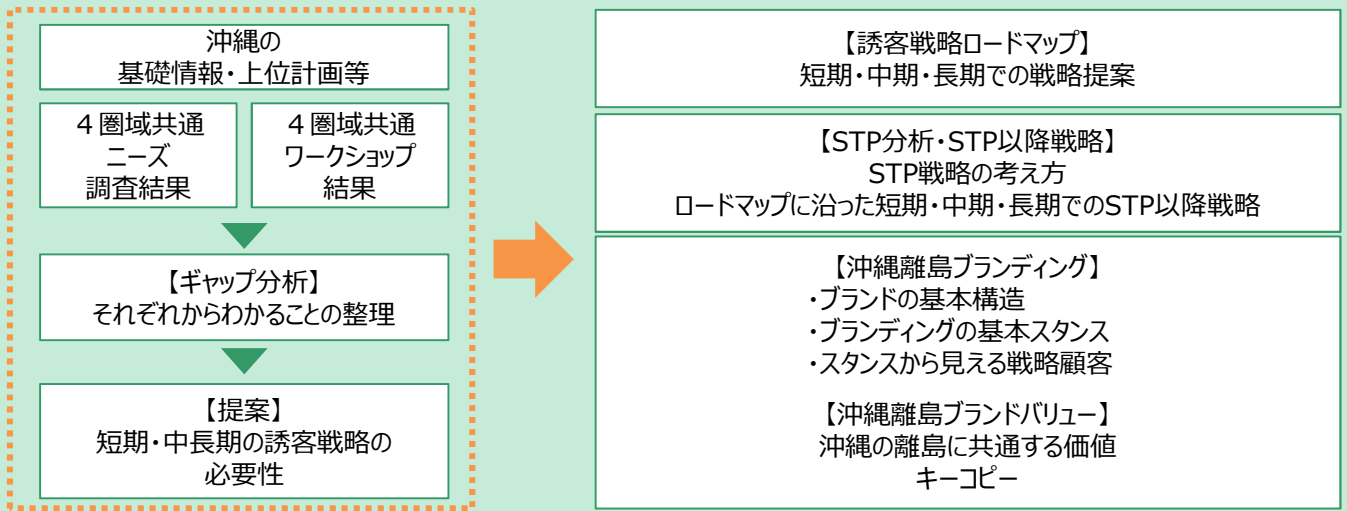 沖縄の
基礎情報・上位計画等
４圏域共通
ニーズ
調査結果
４圏域共通
ワークショップ
結果
【ギャップ分析】
それぞれからわかることの整理
【提案】
短期・中長期の誘客戦略の
必要性
【誘客戦略ロードマップ】
短期・中期・長期での戦略提案
【STP分析・STP以降戦略】
STP戦略の考え方
ロードマップに沿った短期・中期・長期でのSTP以降戦略
【沖縄離島ブランディング】
・ブランドの基本構造
・ブランディングの基本スタンス
・スタンスから見える戦略顧客
【沖縄離島ブランドバリュー】
沖縄の離島に共通する価値
キーコピー